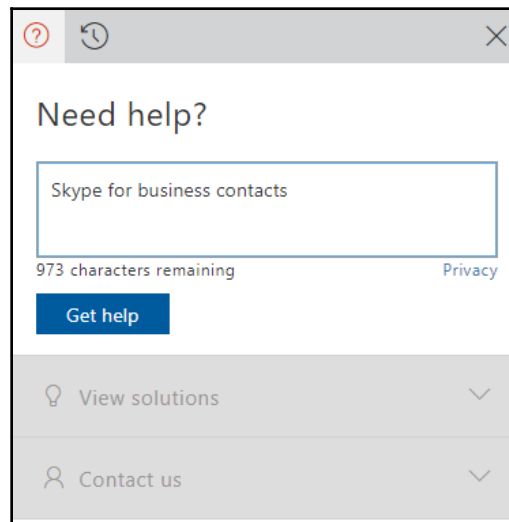 Need help?
Skype for business contacts
973 characters remaining Privacy
Get help
View solutions
Contact us